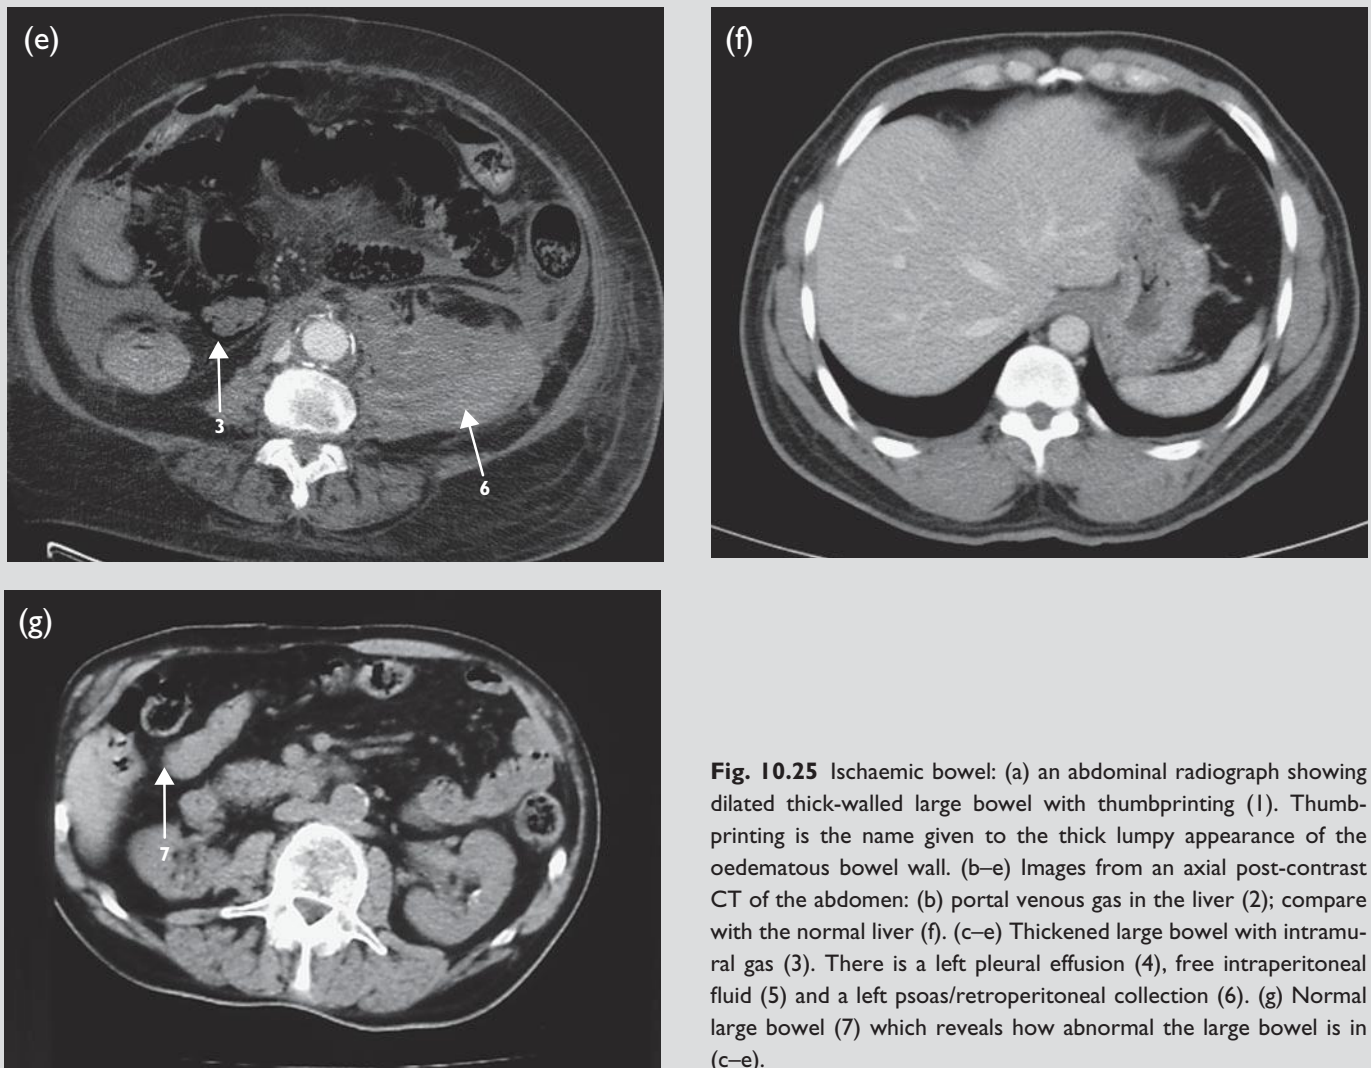 (e)
(f)
3
6
(g)
7
Fig. 10.25 Ischaemic bowel: (a) an abdominal radiograph showing
dilated thick-walled large bowel with thumbprinting (1). Thumb-
printing is the name given to the thick lumpy appearance of the
oedematous bowel wall. (b–e) Images from an axial post-contrast
CT of the abdomen: (b) portal venous gas in the liver (2); compare
with the normal liver (f). (c–e) Thickened large bowel with intramu-
ral gas (3). There is a left pleural effusion (4), free intraperitoneal
fluid (5) and a left psoas/retroperitoneal collection (6). (g) Normal
large bowel (7) which reveals how abnormal the large bowel is in
(c–e).